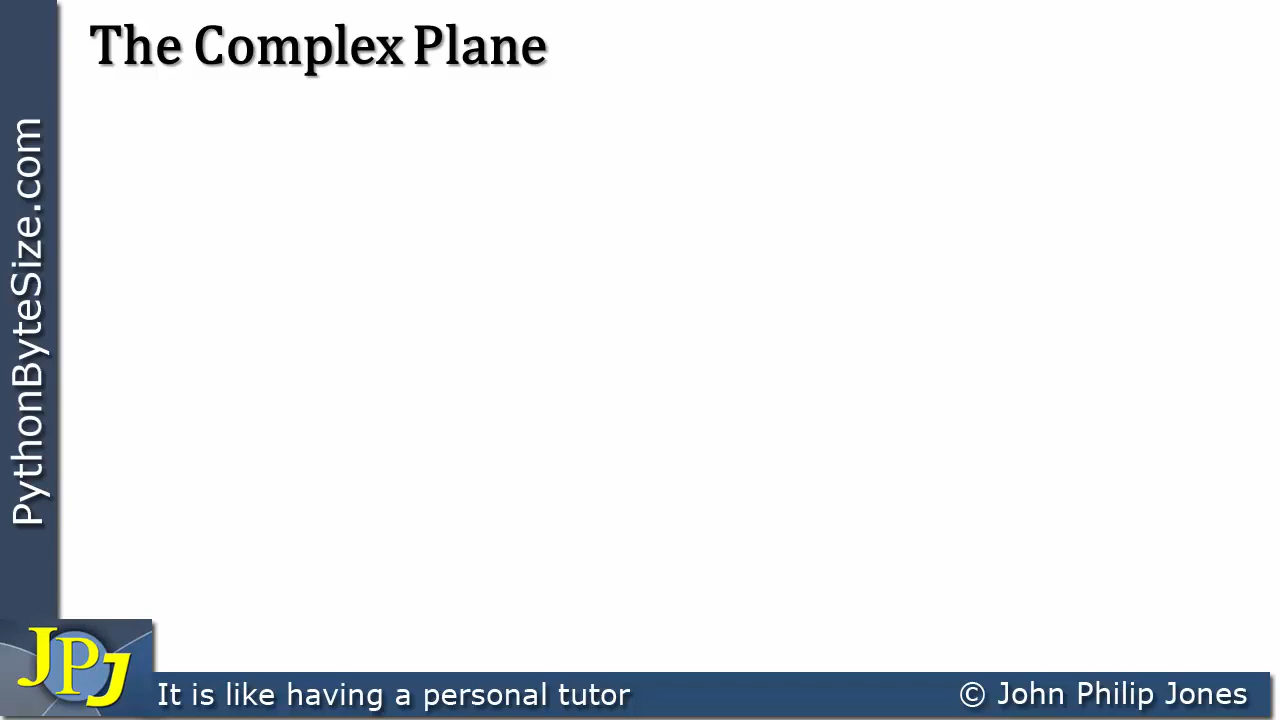 The Complex Plane
PythonByteSize.com
JPJ
It is like having a personal tutor
© John Philip Jones